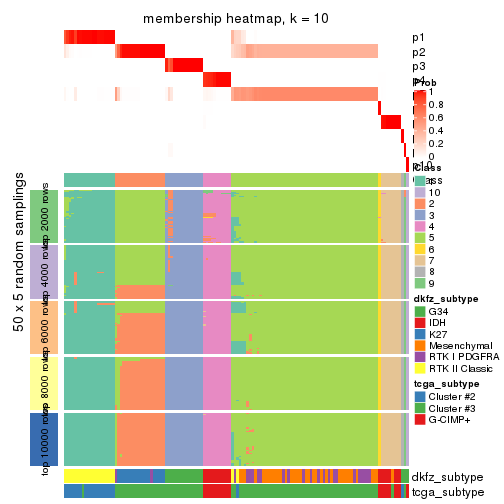 membership heatmap, k = 10
p1
p2
p3
p4
p10
Prob
1
0.8
0.6
0.4
0.2
0
Class
1
10
2
3
4
5
6
7
8
9
dkfz_subtype
G34
IDH
K27
Mesenchymal
RTK I PDGFRA
RTK II Classic
tcga_subtype
Cluster #2
Cluster #3
G-CIMP+
50 x 5 random samplings
top 2000 rows
top 4000 rows
top 6000 rows
top 8000 rows
top 10000 rows
dkfz_subtype
tcga_subtype